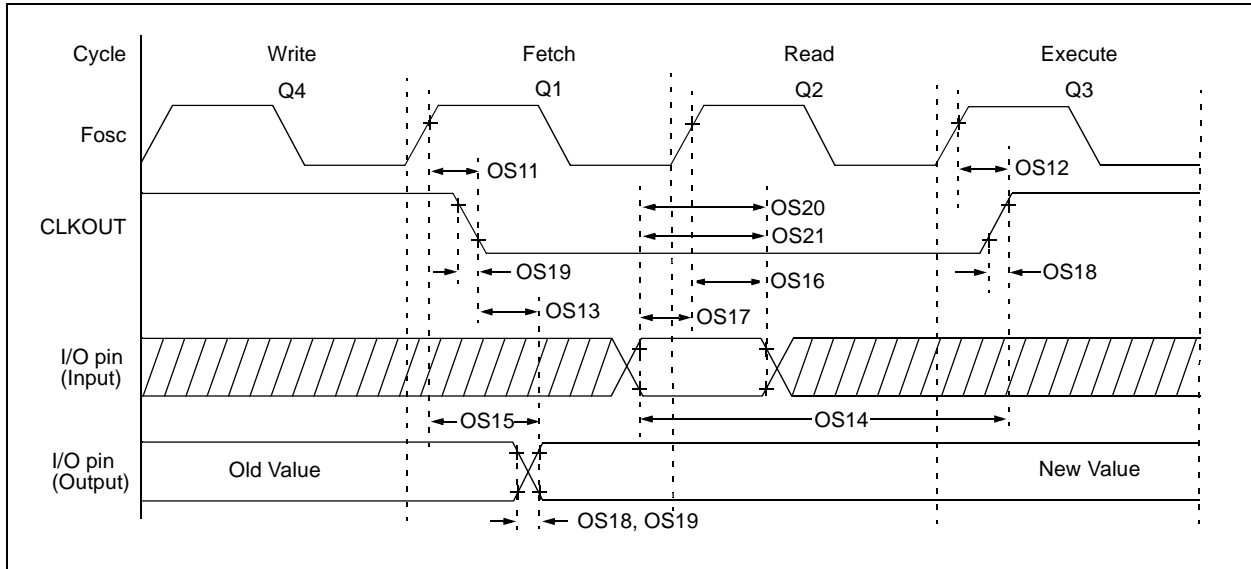 Cycle Write Fetch Read Execute
Q4 Q1 Q2 Q3
Fosc
OS11 OS12
OS20
CLKOUT OS21
OS19 OS16 OS18
OS13 OS17
I/O pin
(Input)
OS15 OS14
I/O pin
(Output) Old Value New Value
OS18, OS19